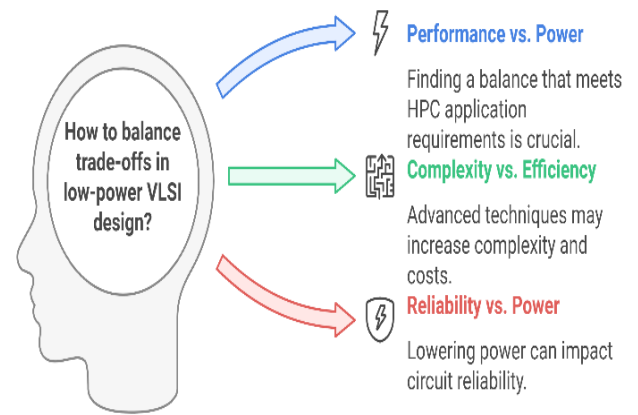 How to balance
trade-offs in
low-power VLSI
design?
Performance vs. Power
Finding a balance that meets
HPC application
requirements is crucial.
Complexity vs. Efficiency
Advanced techniques may
increase complexity and
costs.
Reliability vs. Power
Lowering power can impact
circuit reliability.